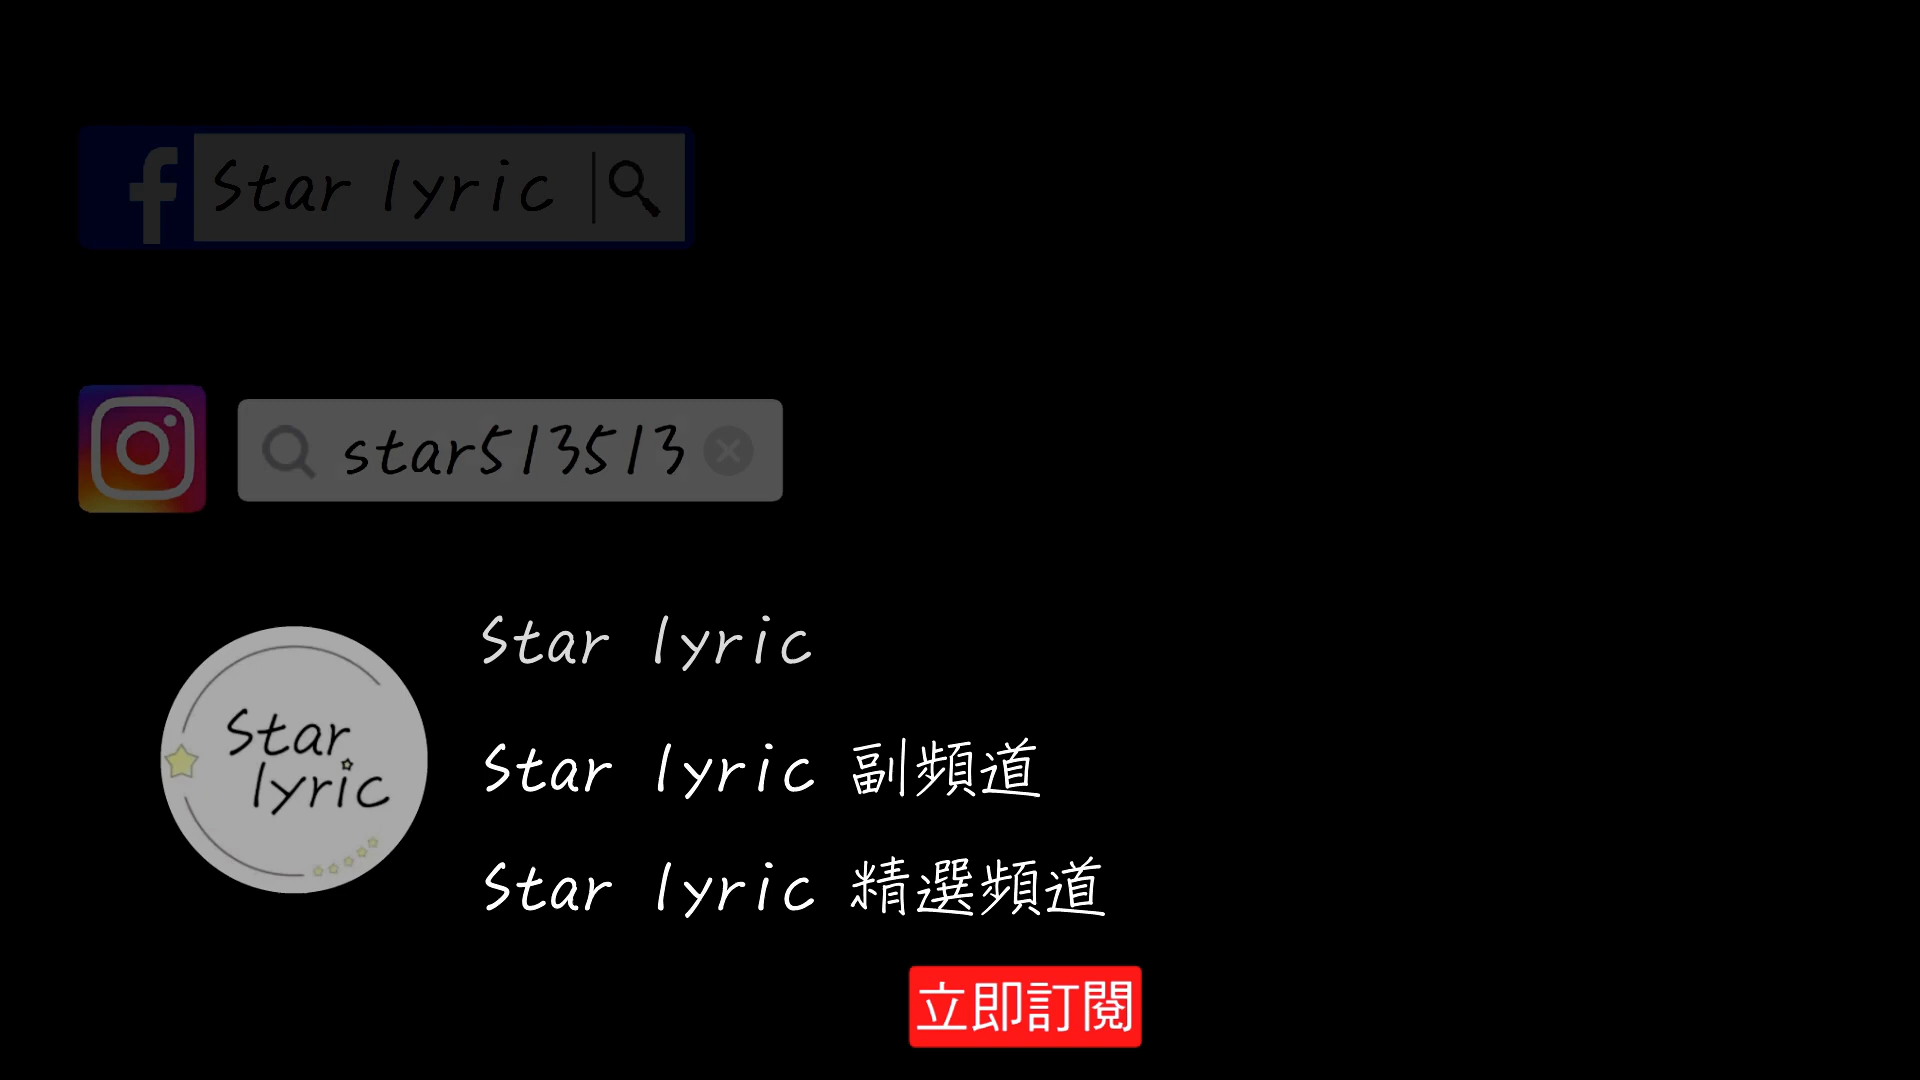 Star lyric
star513513
Star
lyric
Star lyric
Star lyric 副頻道
Star lyric 精選頻道
立即訂閱